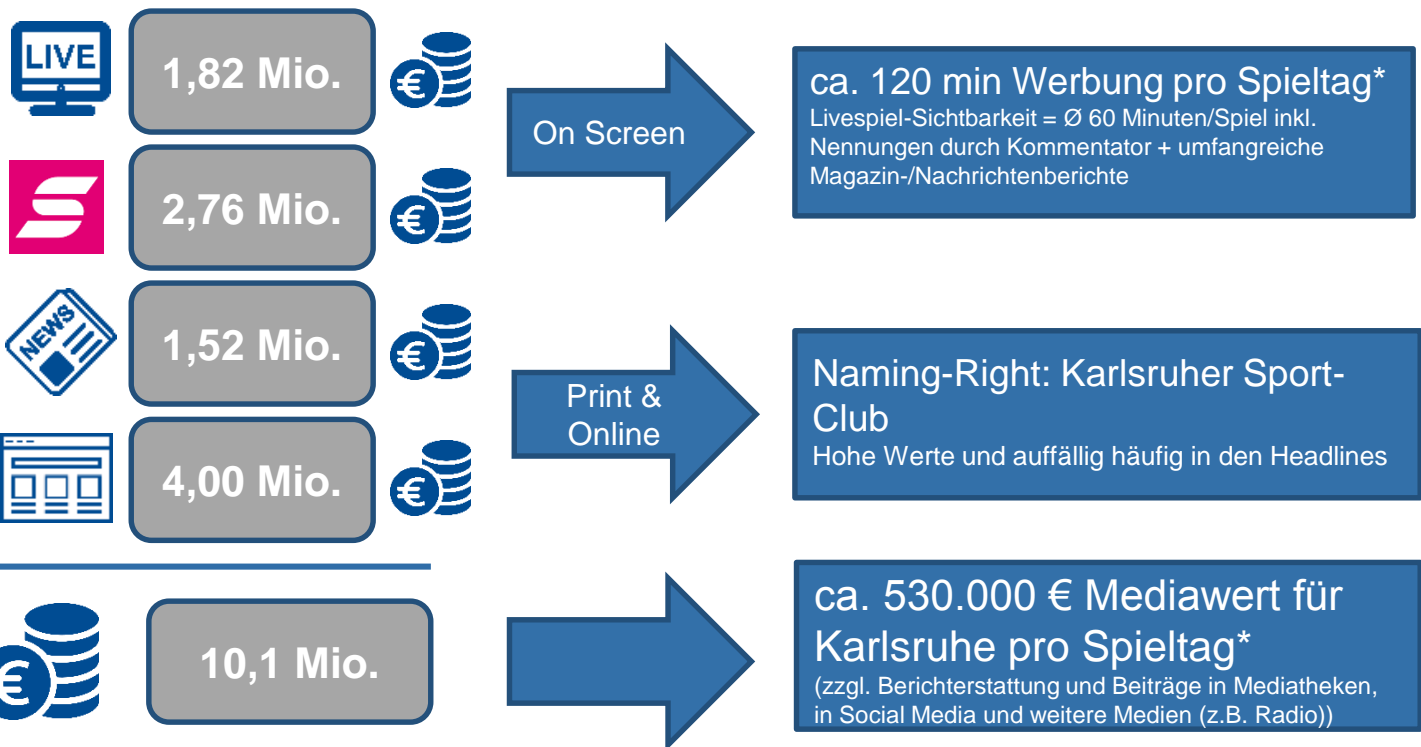 LIVE
1,82 Mio.
€
On Screen
ca. 120 min Werbung pro Spieltag*
Livespiel-Sichtbarkeit = Ø 60 Minuten/Spiel inkl.
Nennungen durch Kommentator + umfangreiche
Magazin-/Nachrichtenberichte
2,76 Mio.
€
NEWS
1,52 Mio.
€
Print &
Online
Naming-Right: Karlsruher Sport-
Club
Hohe Werte und auffällig häufig in den Headlines
4,00 Mio.
€
€
10,1 Mio.
ca. 530.000 € Mediawert für
Karlsruhe pro Spieltag*
(zzgl. Berichterstattung und Beiträge in Mediatheken,
in Social Media und weitere Medien (z.B. Radio))